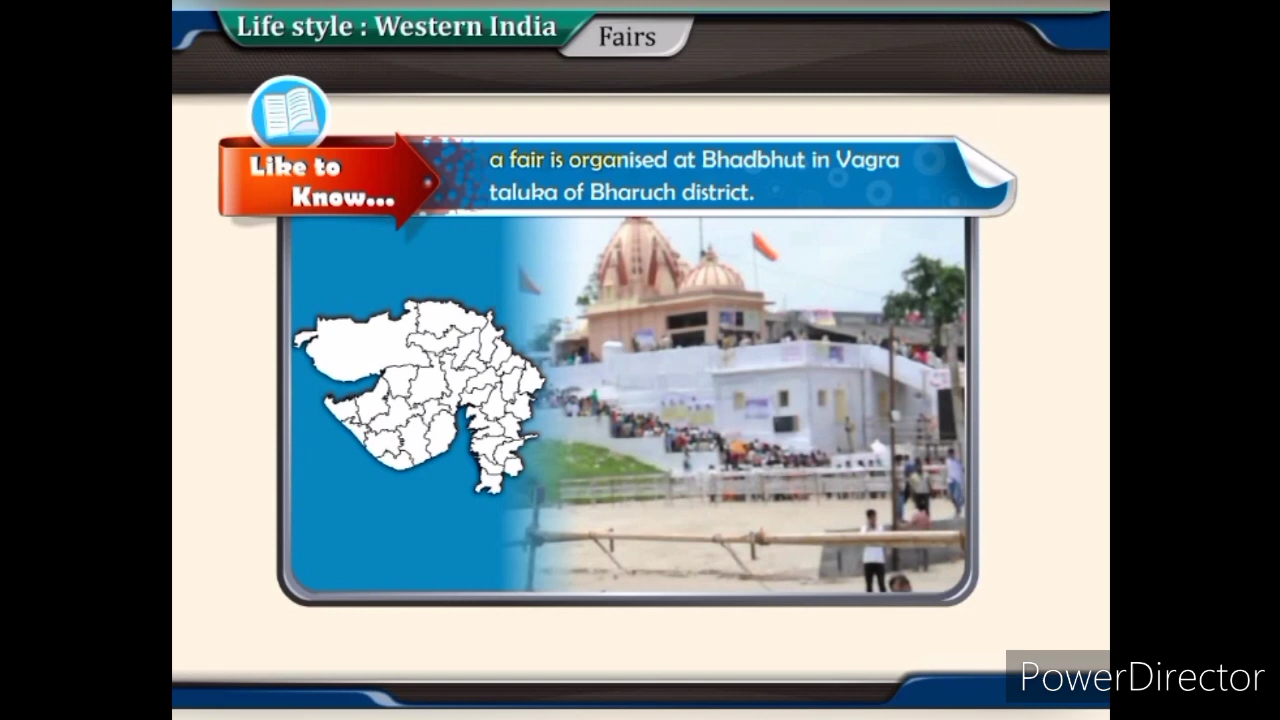 Life style : Western India
Fairs
Like to
Know...
a fair is organised at Bhadbhut in Vagra
taluka of Bharuch district.
PowerDirector